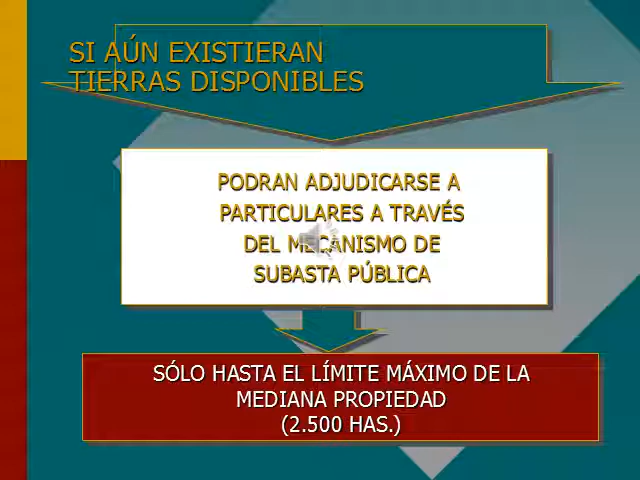 SI AÚN EXISTIERAN
TIERRAS DISPONIBLES
PODRAN ADJUDICARSE A
PARTICULARES A TRAVÉS
DEL MECANISMO DE
SUBASTA PÚBLICA
SÓLO HASTA EL LÍMITE MÁXIMO DE LA
MEDIANA PROPIEDAD
(2.500 HAS.)